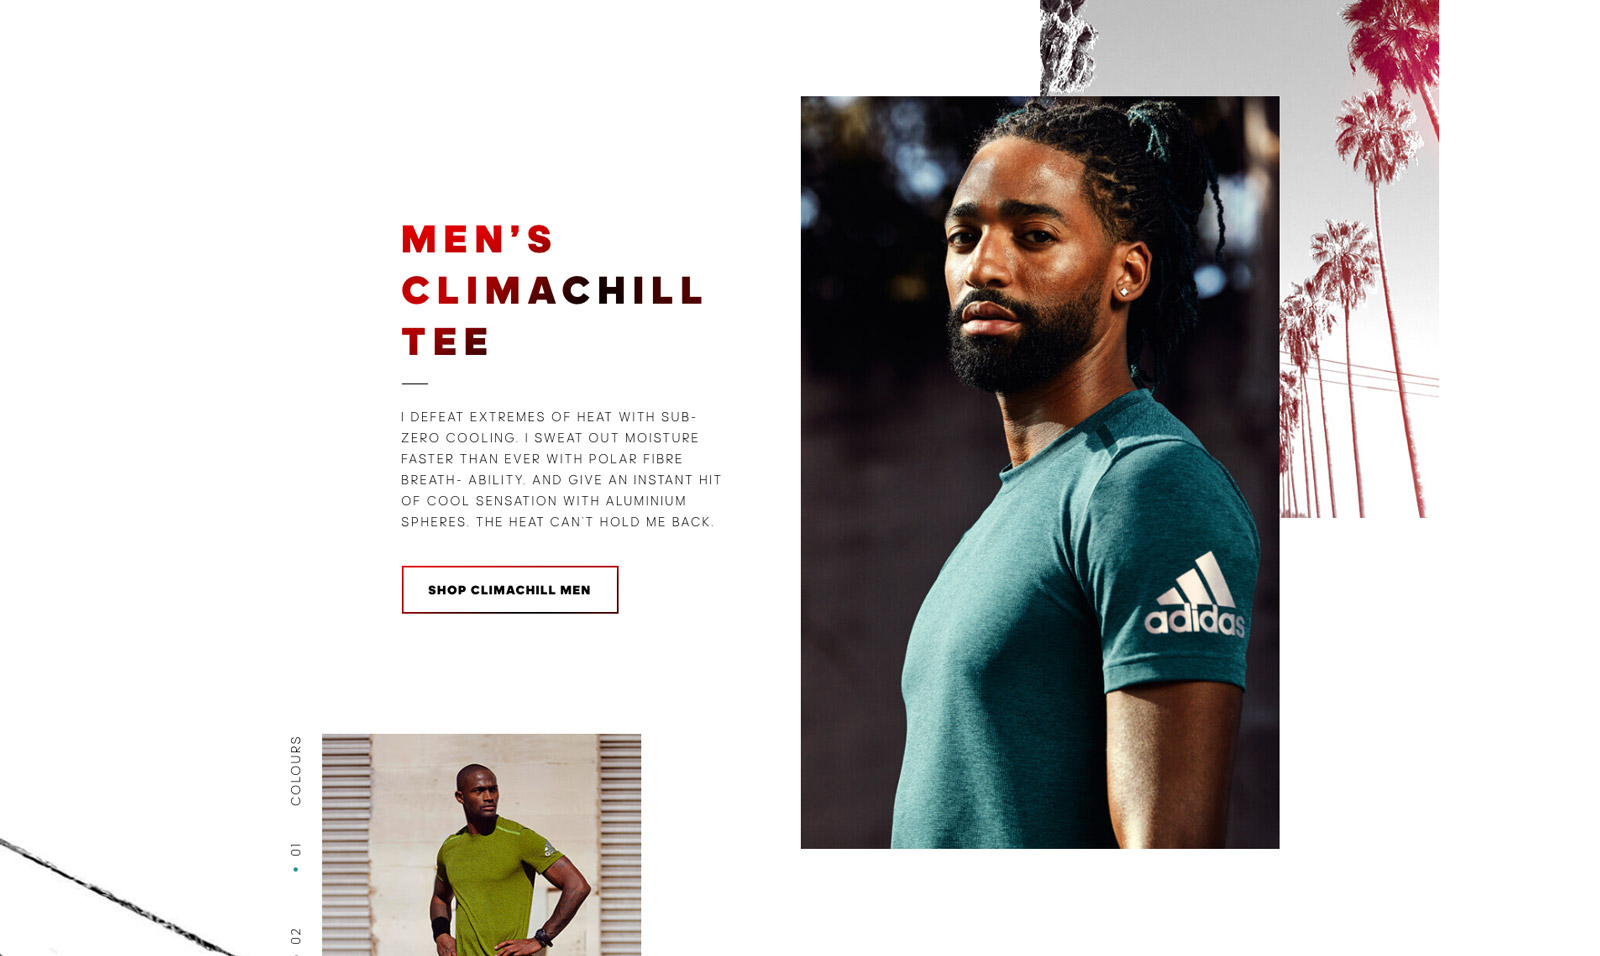 MEN'S
CLIMACHILL
TEE
I DEFEAT EXTREMES OF HEAT WITH SUB-
ZERO COOLING. I SWEAT OUT MOISTURE
FASTER THAN EVER WITH POLAR FIBRE
BREATH- ABILITY. AND GIVE AN INSTANT HIT
OF COOL SENSATION WITH ALUMINIUM
SPHERES. THE HEAT CAN'T HOLD ME BACK.
SHOP CLIMACHILL MEN
adidas
COLOURS
01
02